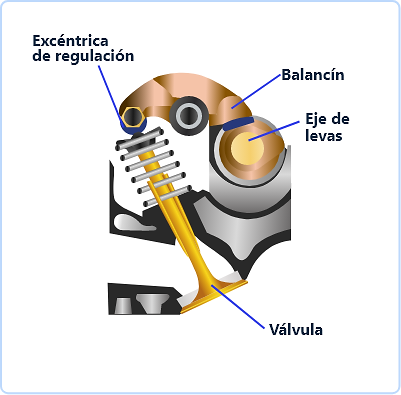 Excéntrica
de regulación
Balancín
Eje de
levas
Válvula